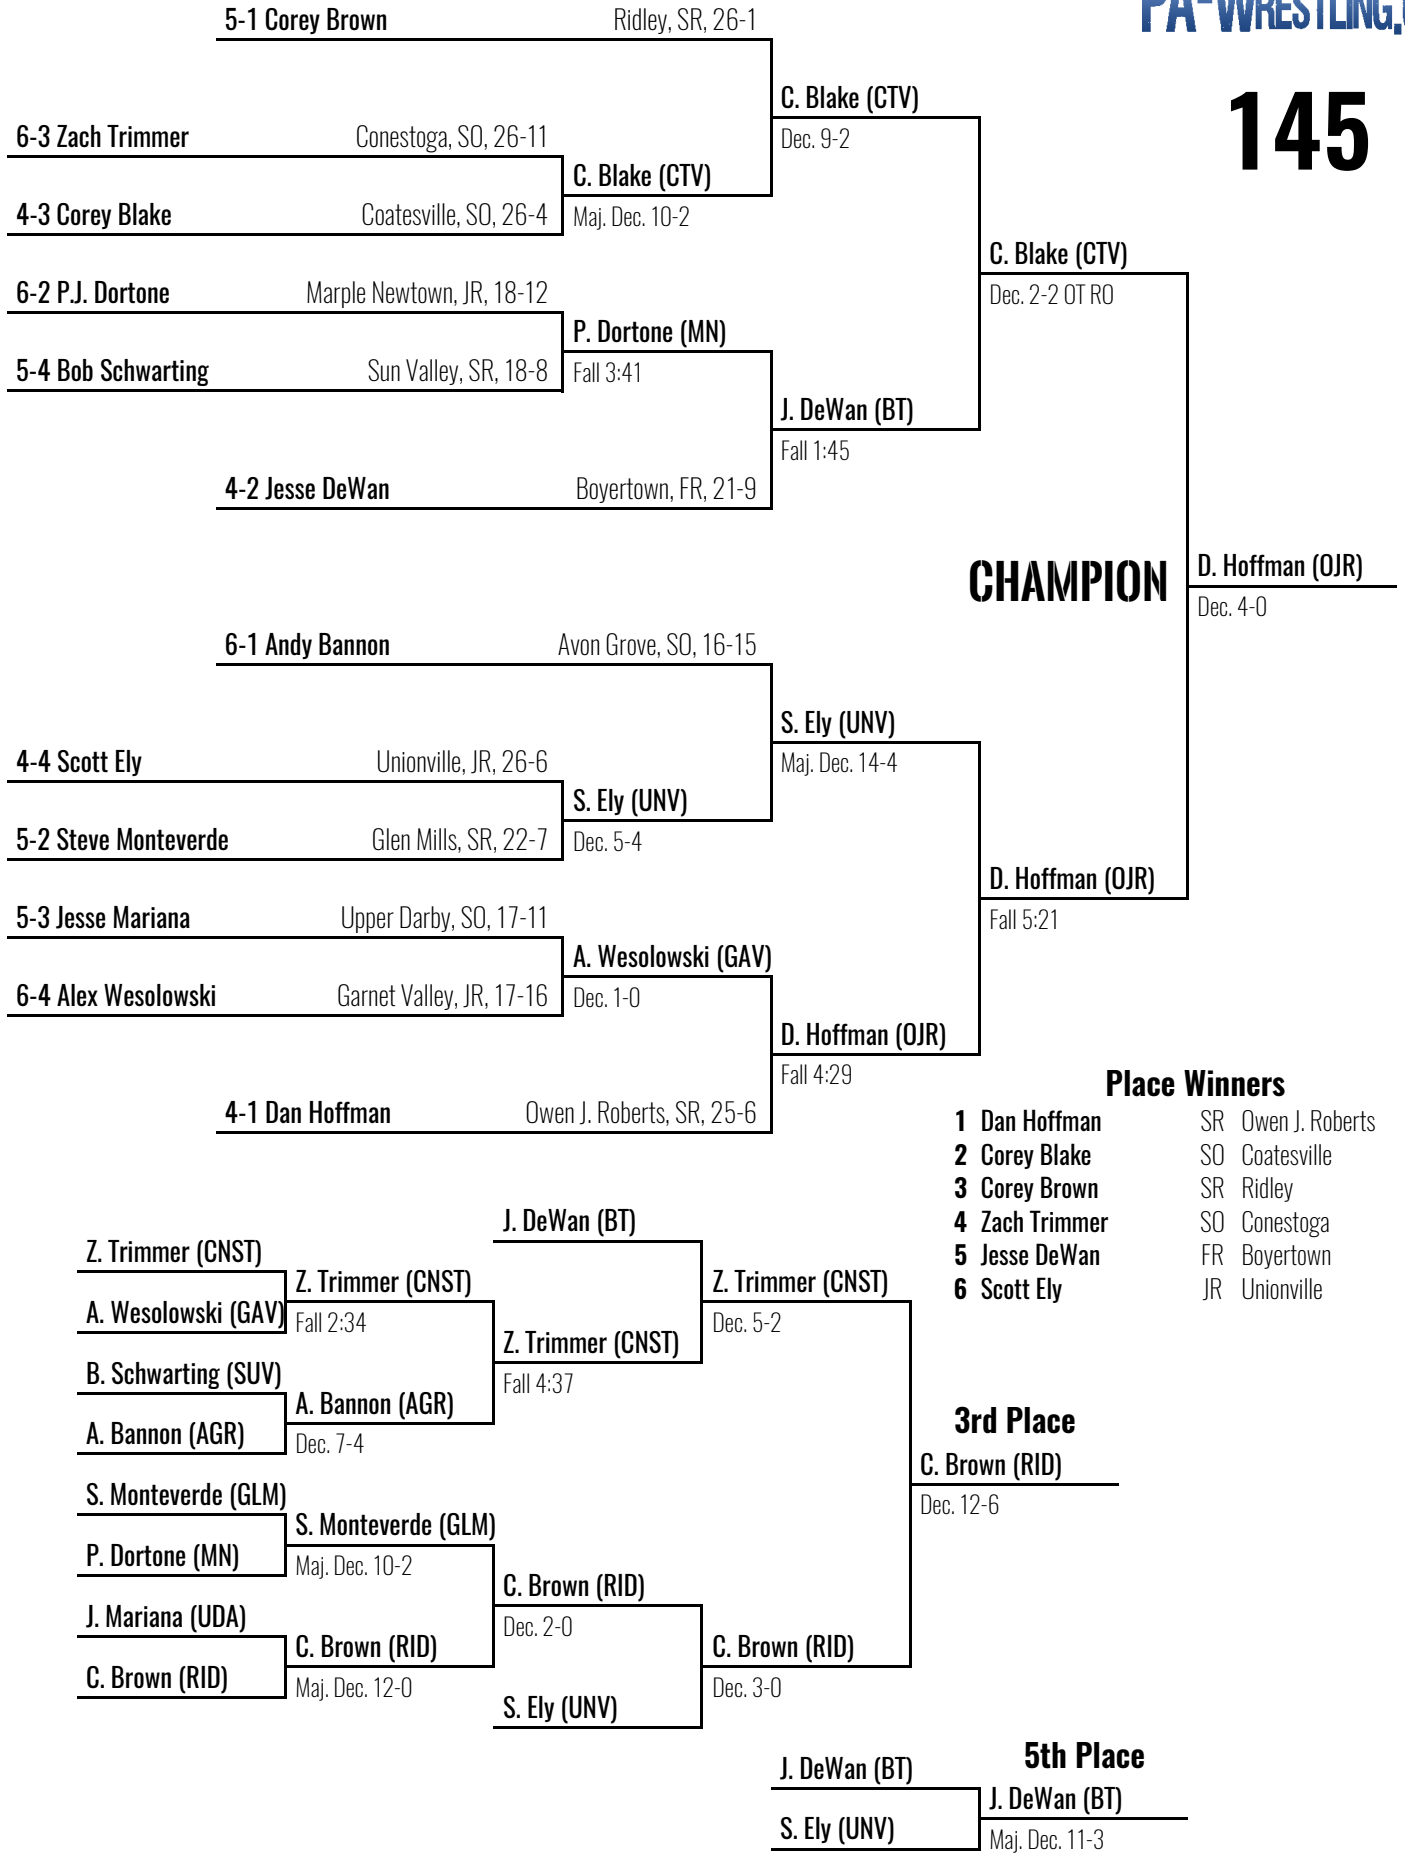 PA-WRESTLING.
145
5-1 Corey Brown Ridley, SR, 26-1
C. Blake (CTV)
Dec. 9-2
6-3 Zach Trimmer Conestoga, SO, 26-11
C. Blake (CTV)
Maj. Dec. 10-2
4-3 Corey Blake Coatesville, SO, 26-4
C. Blake (CTV)
Dec. 2-2 OT RO
6-2 P.J. Dortone Marple Newtown, JR, 18-12
P. Dortone (MN)
Fall 3:41
5-4 Bob Schwarting Sun Valley, SR, 18-8
J. DeWan (BT)
Fall 1:45
4-2 Jesse DeWan Boyertown, FR, 21-9
CHAMPION
D. Hoffman (OJR)
Dec. 4-0
6-1 Andy Bannon Avon Grove, SO, 16-15
S. Ely (UNV)
Maj. Dec. 14-4
4-4 Scott Ely Unionville, JR, 26-6
S. Ely (UNV)
Dec. 5-4
5-2 Steve Monteverde Glen Mills, SR, 22-7
D. Hoffman (OJR)
Fall 5:21
5-3 Jesse Mariana Upper Darby, SO, 17-11
A. Wesolowski (GAV)
Dec. 1-0
6-4 Alex Wesolowski Garnet Valley, JR, 17-16
D. Hoffman (OJR)
Fall 4:29
4-1 Dan Hoffman Owen J. Roberts, SR, 25-6
Place Winners
1 Dan Hoffman SR Owen J. Roberts
2 Corey Blake SO Coatesville
3 Corey Brown SR Ridley
4 Zach Trimmer SO Conestoga
5 Jesse DeWan FR Boyertown
6 Scott Ely JR Unionville
J. DeWan (BT)
Z. Trimmer (CNST)
Z. Trimmer (CNST)
Fall 2:34
A. Wesolowski (GAV)
Z. Trimmer (CNST)
Dec. 5-2
Z. Trimmer (CNST)
Fall 4:37
B. Schwarting (SUV)
A. Bannon (AGR)
Dec. 7-4
A. Bannon (AGR)
3rd Place
C. Brown (RID)
Dec. 12-6
S. Monteverde (GLM)
S. Monteverde (GLM)
Maj. Dec. 10-2
P. Dortone (MN)
C. Brown (RID)
Dec. 2-0
J. Mariana (UDA)
C. Brown (RID)
Maj. Dec. 12-0
C. Brown (RID)
C. Brown (RID)
Dec. 3-0
S. Ely (UNV)
5th Place
J. DeWan (BT)
J. DeWan (BT)
Maj. Dec. 11-3
S. Ely (UNV)